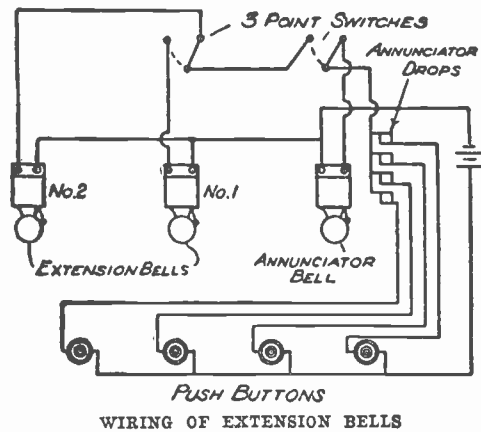 3 POINT SWITCHES
ANNUNCIATOR
DROPS
No.2
No.1
EXTENSION BELLS
ANNUNCIATOR
BELL
PUSH BUTTONS
WIRING OF EXTENSION BELLS